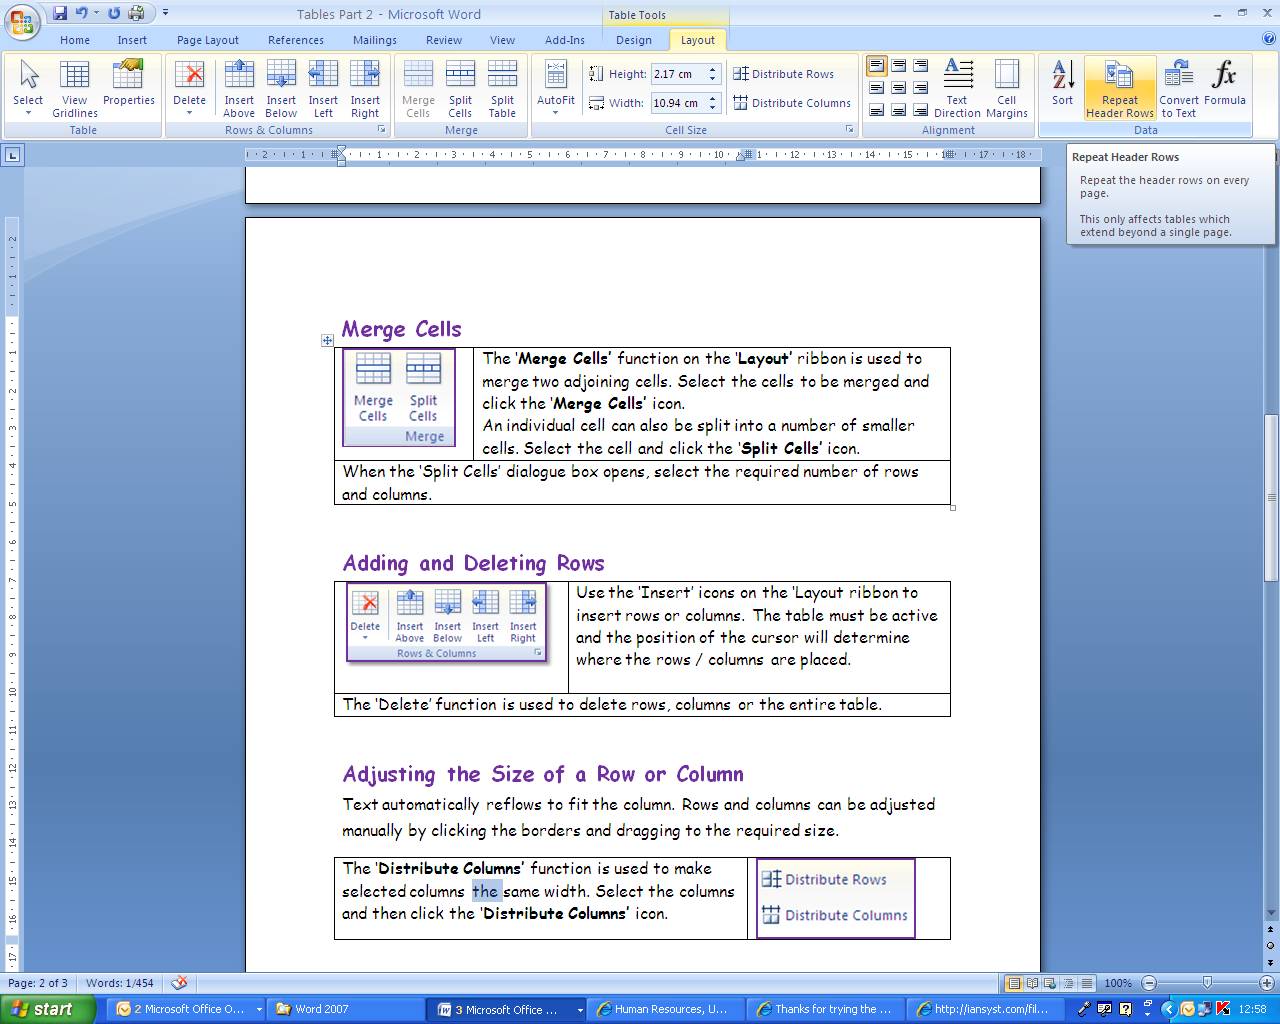 Tables Part 2 - Microsoft Word
Table Tools
Home Insert Page Layout References Mailings Review View Add-Ins Design Layout
Select
View Gridlines
Properties
Table
Delete
Insert Above
Insert Below
Insert Left
Insert Right
Rows & Columns
Merge Cells
Split Cells
Split Table
Merge
AutoFit
Height: 2.17 cm
Width: 10.94 cm
Distribute Rows
Distribute Columns
Cell Size
Text Direction
Cell Margins
Alignment
Sort
Repeat Header Rows
Convert to Text
Formula
Data
Repeat Header Rows
Repeat the header rows on every
page.
This only affects tables which
extend beyond a single page.
Merge Cells
Merge Cells
Split Cells
Merge
The ‘Merge Cells’ function on the ‘Layout’ ribbon is used to
merge two adjoining cells. Select the cells to be merged and
click the ‘Merge Cells’ icon.
An individual cell can also be split into a number of smaller
cells. Select the cell and click the ‘Split Cells’ icon.
When the ‘Split Cells’ dialogue box opens, select the required number of rows
and columns.
Adding and Deleting Rows
Delete
Insert Above
Insert Below
Insert Left
Insert Right
Rows & Columns
Use the ‘Insert’ icons on the ‘Layout ribbon to
insert rows or columns. The table must be active
and the position of the cursor will determine
where the rows / columns are placed.
The ‘Delete’ function is used to delete rows, columns or the entire table.
Adjusting the Size of a Row or Column
Text automatically reflows to fit the column. Rows and columns can be adjusted
manually by clicking the borders and dragging to the required size.
The ‘Distribute Columns’ function is used to make
selected columns the same width. Select the columns
and then click the ‘Distribute Columns’ icon.
Distribute Rows
Distribute Columns
Page: 2 of 3 Words: 1/454 100%
start 2 Microsoft Office O... Word 2007 3 Microsoft Office ... Human Resources, U... Thanks for trying the ... http://iansyst.com/fil... 12:58